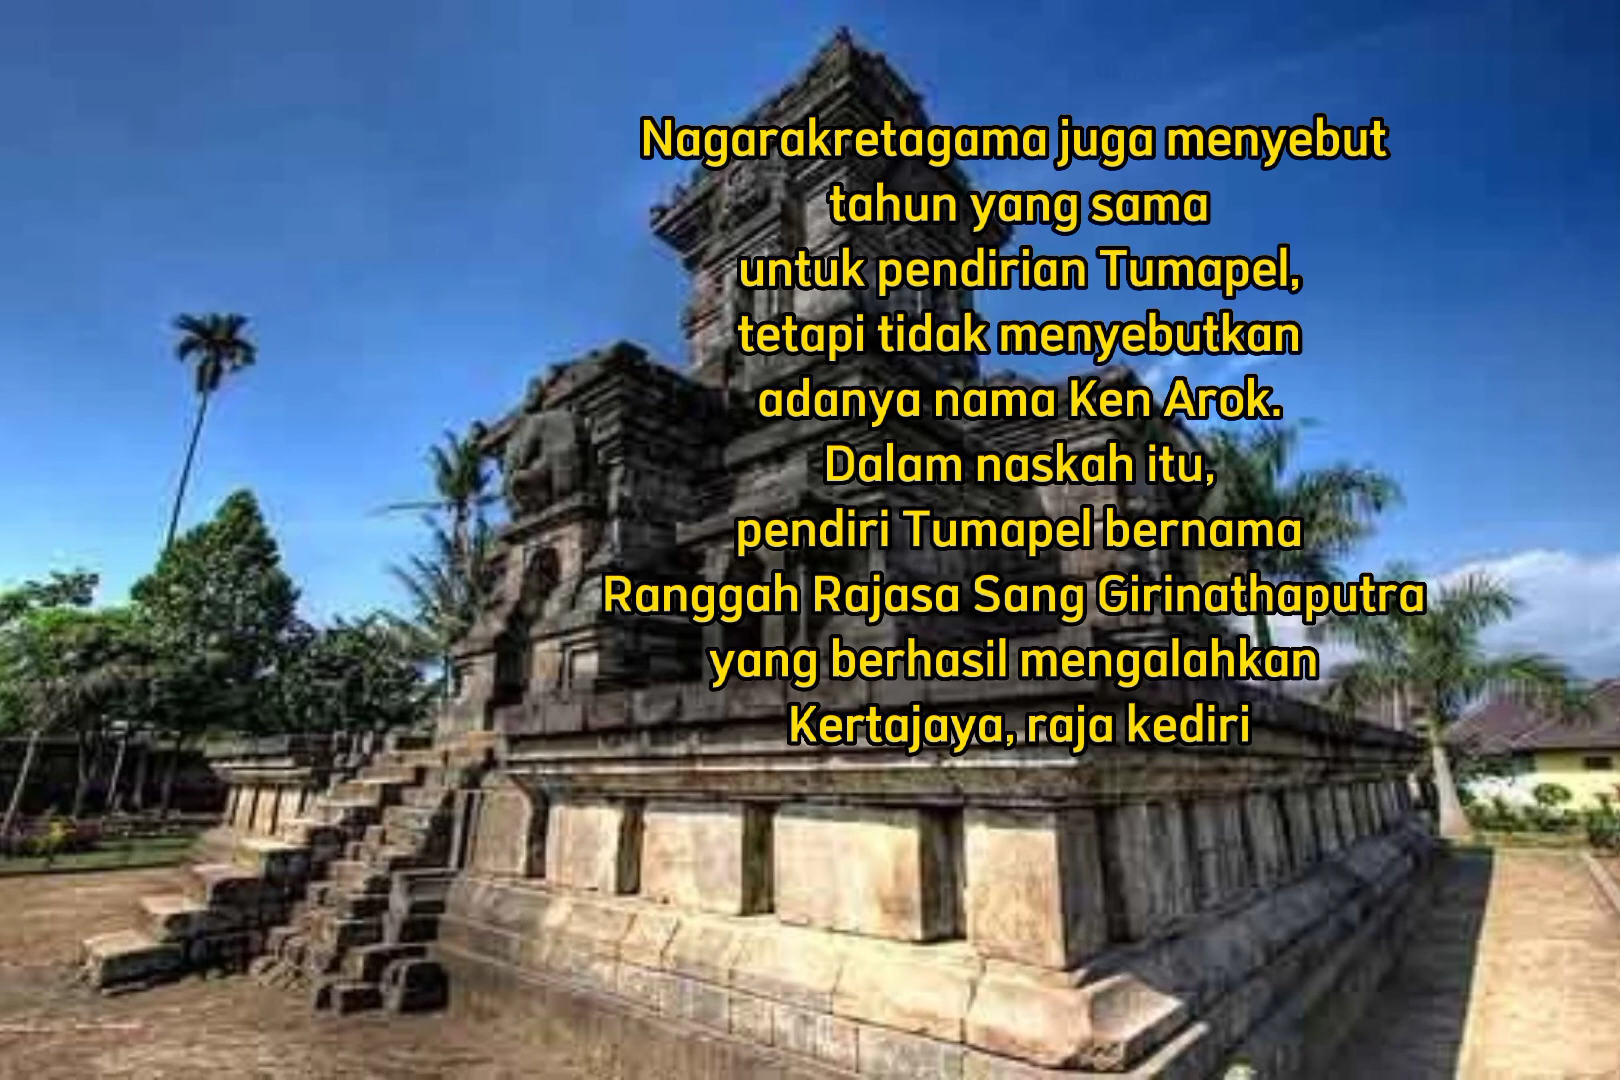 Nagarakretagama juga menyebut
tahun yang sama
untuk pendirian Tumapel,
tetapi tidak menyebutkan
adanya nama Ken Arok.
Dalam naskah itu,
pendiri Tumapel bernama
Ranggah Rajasa Sang Girinathaputra
yang berhasil mengalahkan
Kertajaya, raja kediri